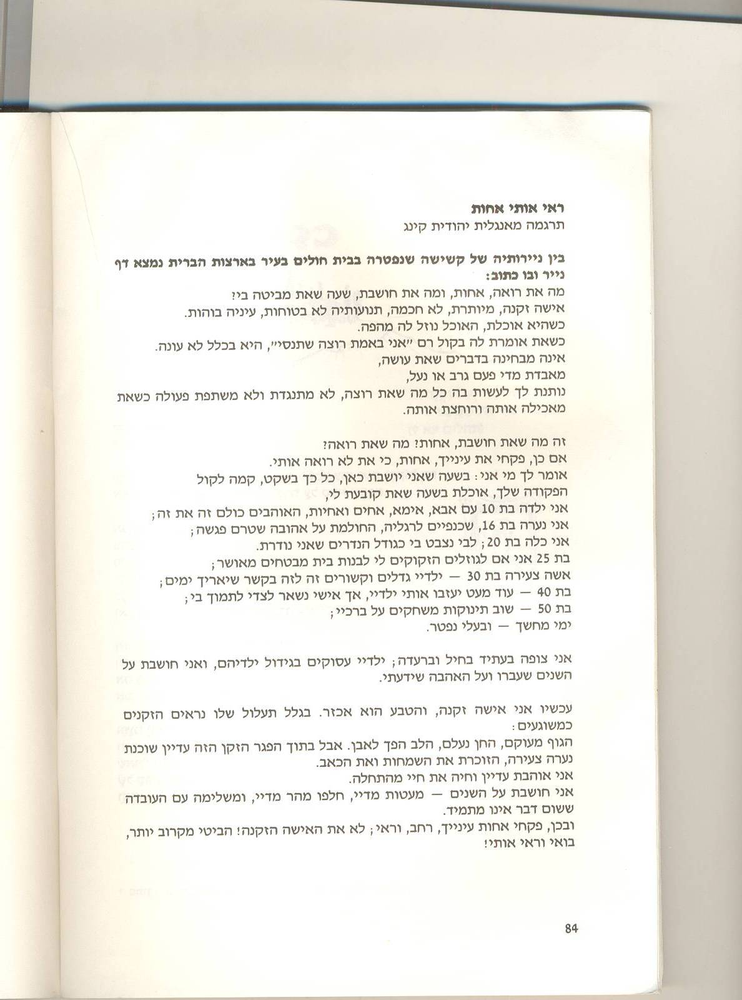 ראי אותי אחות
תרגמה מאנגלית יהודית קינג
בין ניירותיה של קשישה שנפטרה בבית חולים בעיר בארצות הברית נמצא דף
נייר ובו כתוב:
מה את רואה, אחות, ומה את חושבת, שעה שאת מביטה בי?
אישה זקנה, מיותרת, לא חכמה, תנועותיה לא בטוחות, עיניה בוהות.
כשהיא אוכלת, האוכל נוזל לה מהפה.
כשאת אומרת לה בקול רם "אני באמת רוצה שתנסי", היא בכלל לא עונה.
אינה מבחינה בדברים שאת עושה,
מאבדת מדי פעם גרב או נעל,
נותנת לך לעשות בה כל מה שאת רוצה, לא מתנגדת ולא משתפת פעולה כשאת
מאכילה אותה ורוחצת אותה.
זה מה שאת חושבת, אחות? מה שאת רואה?
אם כן, פקחי את עינייך, אחות, כי את לא רואה אותי.
אומר לך מי אני: בשעה שאני יושבת כאן, כל כך בשקט, קמה לקול
הפקודה שלך, אוכלת בשעה שאת קובעת לי,
אני ילדה בת 10 עם אבא, אימא, אחים ואחיות, האוהבים כולם זה את זה;
אני נערה בת 16, שכנפיים לרגליה, החולמת על אהובה שטרם פגשה;
אני כלה בת 20; לבי נצבט בי כגודל הנדרים שאני נודרת.
בת 25 אני אם לגוזלים הזקוקים לי לבנות בית מבטחים מאושר;
אשה צעירה בת 30 – ילדיי גדלים וקשורים זה לזה בקשר שיאריך ימים;
בת 40 – עוד מעט יעזבו אותי ילדיי, אך אישי נשאר לצדי לתמוך בי;
בת 50 – שוב תינוקות משחקים על ברכיי;
ימי מחשך – ובעלי נפטר.
אני צופה בעתיד בחיל וברעדה; ילדיי עסוקים בגידול ילדיהם, ואני חושבת על
השנים שעברו ועל האהבה שידעתי.
עכשיו אני אישה זקנה, והטבע הוא אכזר. בגלל תעלול שלו נראים הזקנים
כמשוגעים:
הגוף מעוקם, החן נעלם, הלב הפך לאבן. אבל בתוך הפגר הזקן הזה עדיין שוכנת
נערה צעירה, הזוכרת את השמחות ואת הכאב.
אני אוהבת עדיין וחיה את חיי מהתחלה.
אני חושבת על השנים – מעטות מדיי, חלפו מהר מדיי, ומשלימה עם העובדה
ששום דבר אינו מתמיד.
ובכן, פקחי אחות עינייך, רחב, וראי; לא את האישה הזקנה! הביטי מקרוב יותר,
בואי וראי אותי!
84